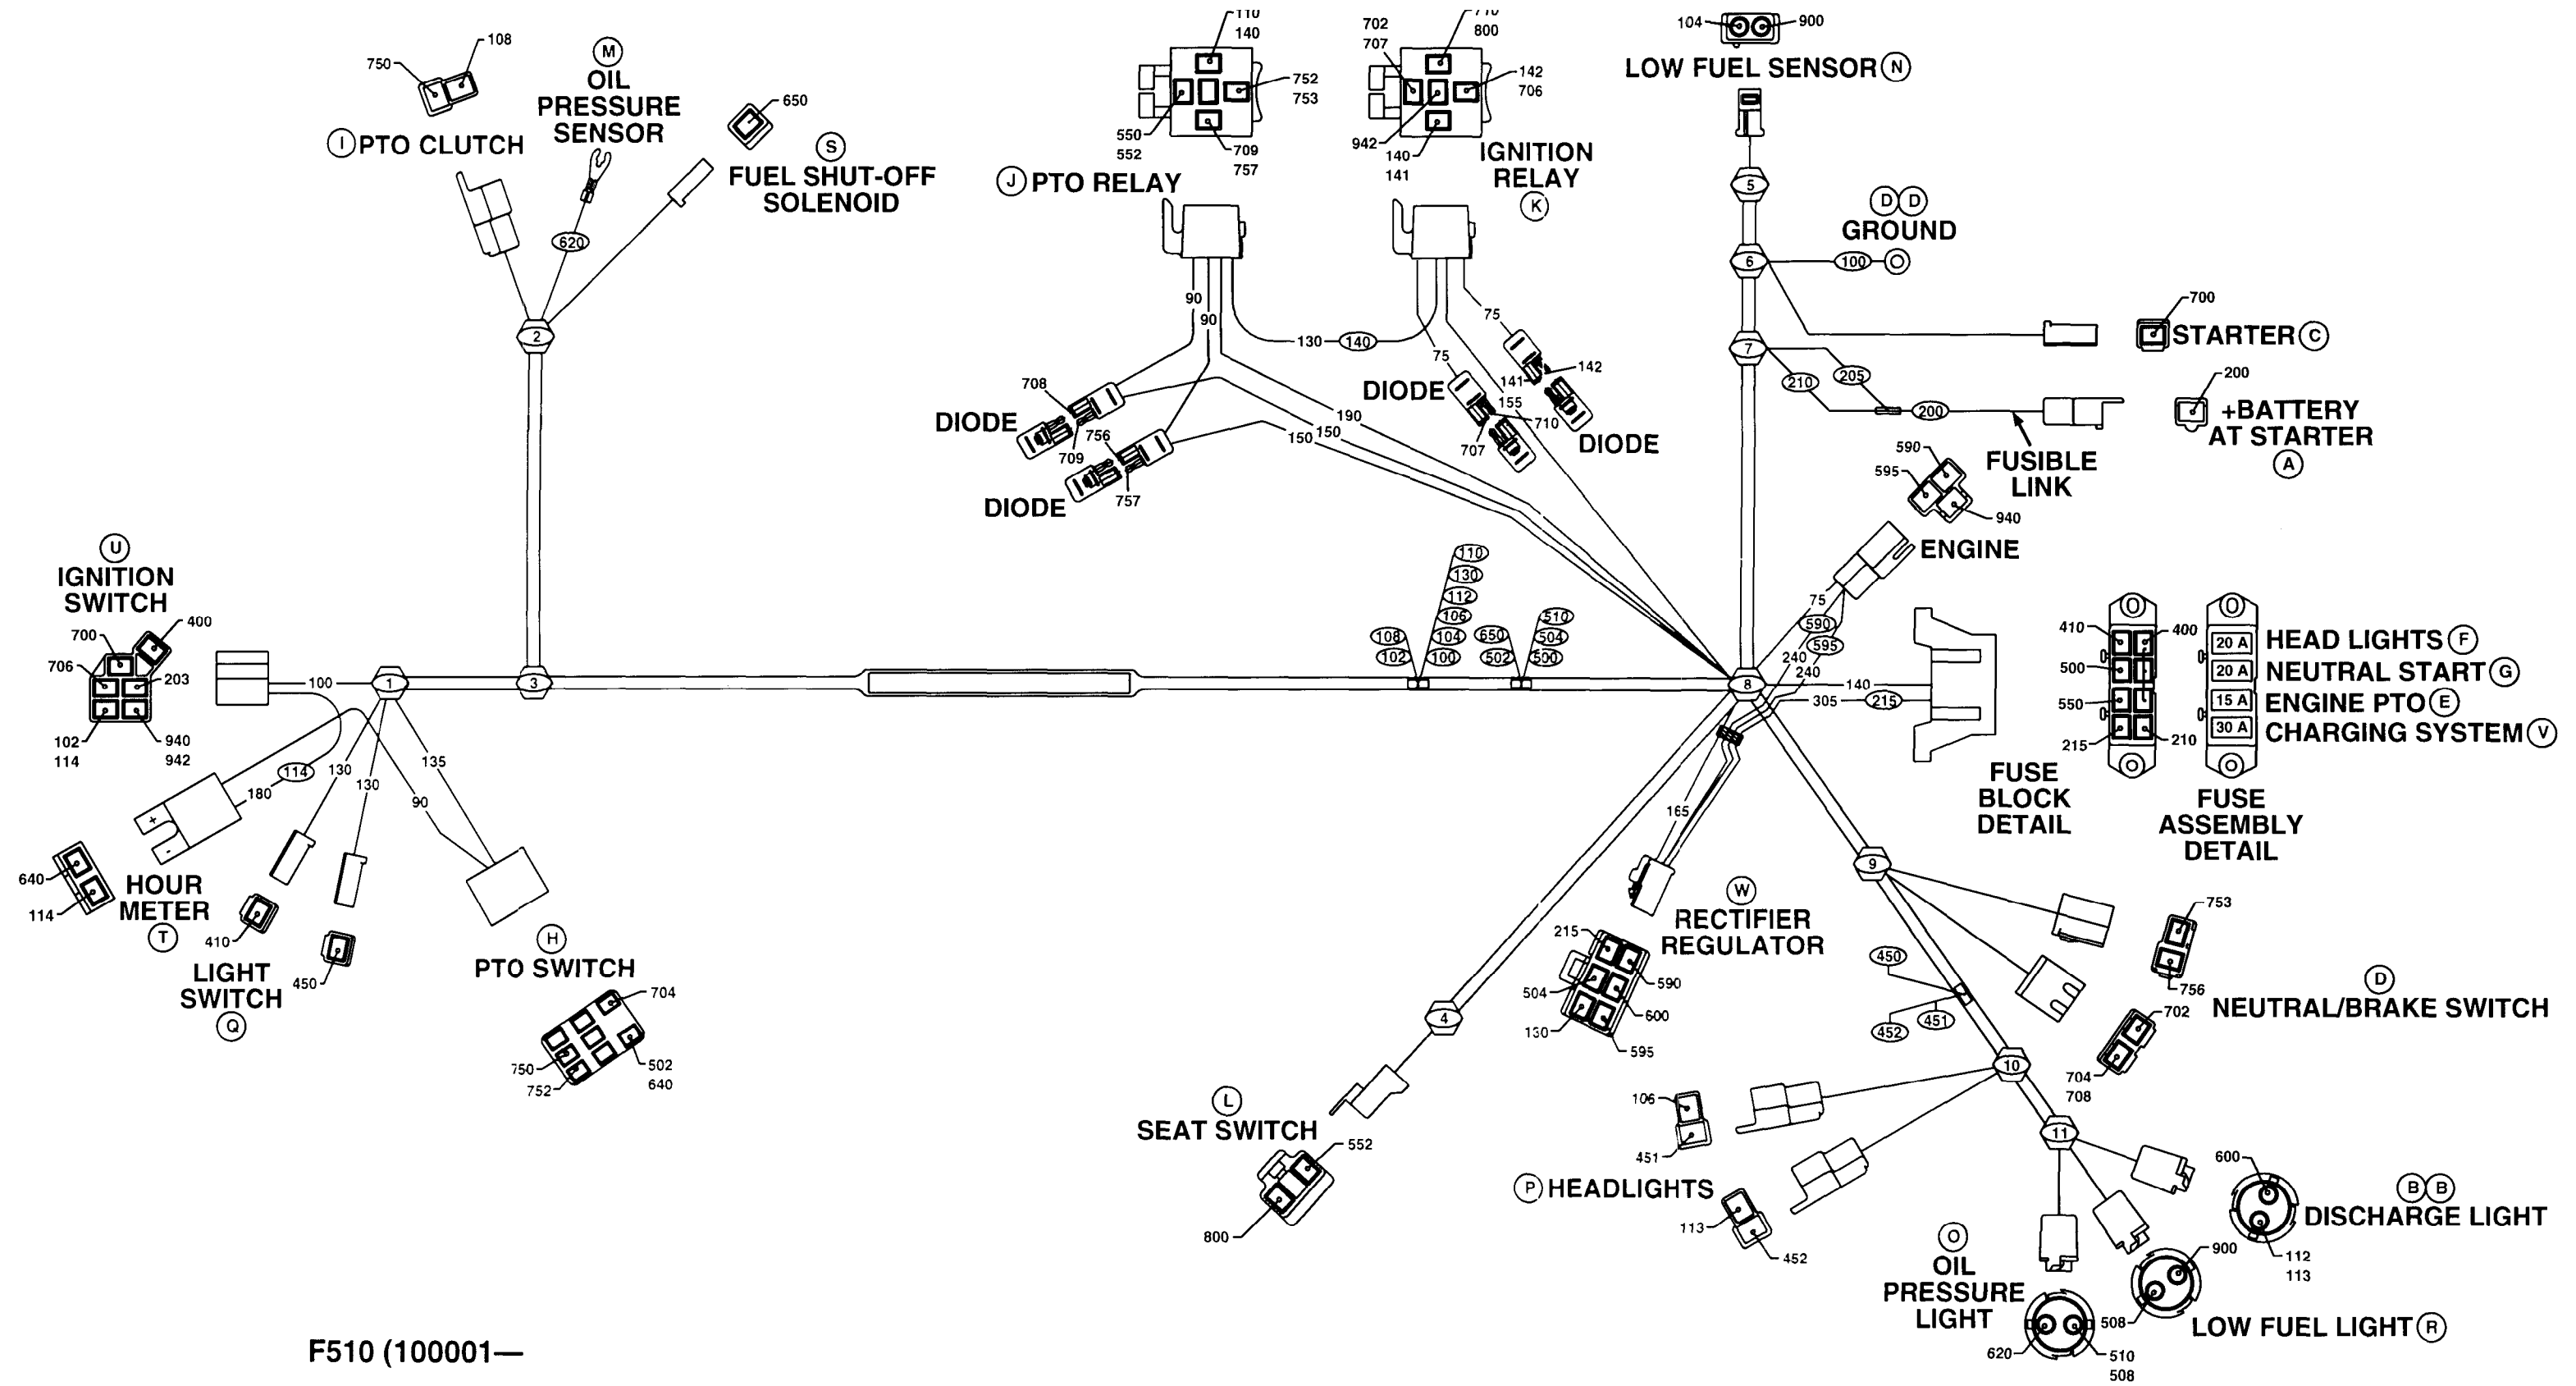 108
750
M
OIL
PRESSURE
SENSOR
I PTO CLUTCH
650
S
FUEL SHUT-OFF
SOLENOID
620
2
110
140
752
753
550
552
709
757
J PTO RELAY
702
707
710
800
142
706
942
140
141
IGNITION
RELAY
K
104
900
LOW FUEL SENSOR N
5
D D
GROUND
6
100
700
STARTER C
7
210
205
200
200
+BATTERY
AT STARTER
A
FUSIBLE
LINK
90
90
130
140
75
75
141
142
155
710
707
DIODE
DIODE
708
709
DIODE
756
757
DIODE
190
150
150
590
595
940
ENGINE
75
590
595
240
240
U
IGNITION
SWITCH
400
700
706
203
102
114
940
942
100
1
3
110
130
112
106
108
104
102
100
650
502
510
504
500
8
140
305
215
410
400
500
550
215
210
20 A
20 A
15 A
30 A
HEAD LIGHTS F
NEUTRAL START G
ENGINE PTO E
CHARGING SYSTEM V
FUSE
BLOCK
DETAIL
FUSE
ASSEMBLY
DETAIL
114
180
130
130
135
90
+
-
640
114
HOUR
METER
T
410
450
LIGHT
SWITCH
Q
H
PTO SWITCH
704
750
752
502
640
165
W
RECTIFIER
REGULATOR
215
590
504
600
130
595
4
9
753
756
D
NEUTRAL/BRAKE SWITCH
702
704
708
450
451
452
10
L
SEAT SWITCH
552
800
106
451
P HEADLIGHTS
113
452
11
600
B B
DISCHARGE LIGHT
112
113
O
OIL
PRESSURE
LIGHT
900
508
LOW FUEL LIGHT R
620
510
508
F510 (100001—